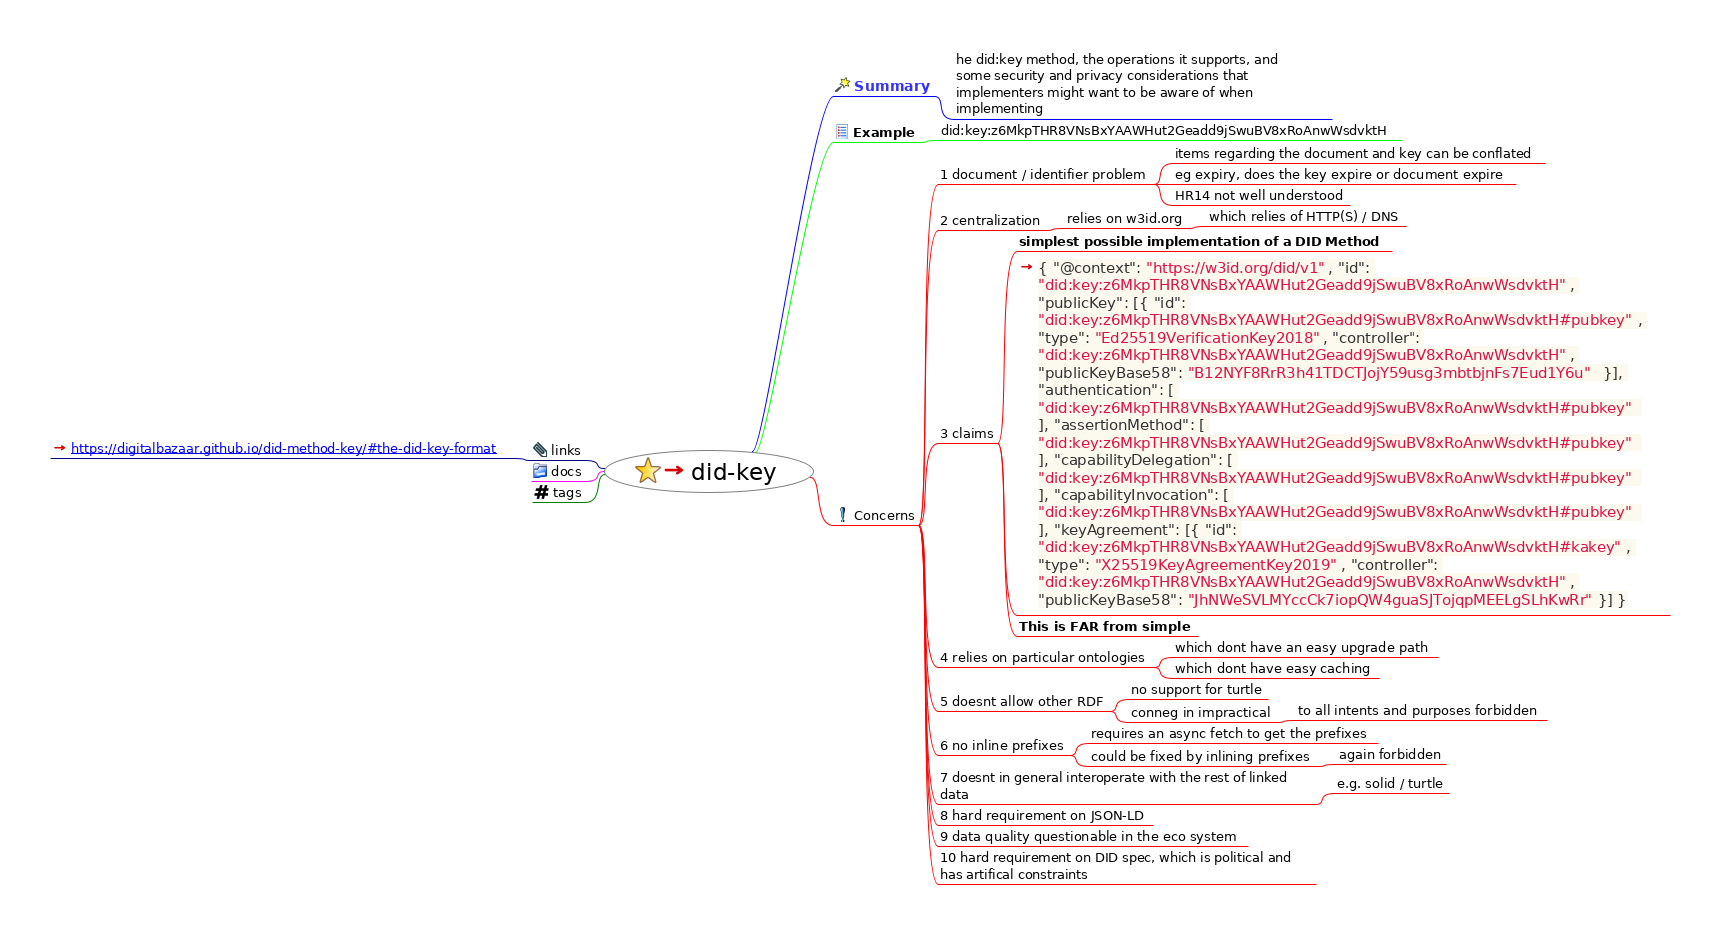 he did:key method, the operations it supports, and
some security and privacy considerations that
implementers might want to be aware of when
implementing
Summary
Example
did:key:z6MkpTHR8VNsBxYAAWHut2Geadd9jSwuBV8xRoAnwWsdvktH
items regarding the document and key can be conflated
1 document / identifier problem
eg expiry, does the key expire or document expire
HR14 not well understood
2 centralization
relies on w3id.org
which relies of HTTP(S) / DNS
simplest possible implementation of a DID Method
{ "@context": "https://w3id.org/did/v1" , "id":
"did:key:z6MkpTHR8VNsBxYAAWHut2Geadd9jSwuBV8xRoAnwWsdvktH" ,
"publicKey": [{ "id":
"did:key:z6MkpTHR8VNsBxYAAWHut2Geadd9jSwuBV8xRoAnwWsdvktH#pubkey" ,
"type": "Ed25519VerificationKey2018" , "controller":
"did:key:z6MkpTHR8VNsBxYAAWHut2Geadd9jSwuBV8xRoAnwWsdvktH" ,
"publicKeyBase58": "B12NYF8RrR3h41TDCTJojY59usg3mbtbjnFs7Eud1Y6u" }],
"authentication": [
"did:key:z6MkpTHR8VNsBxYAAWHut2Geadd9jSwuBV8xRoAnwWsdvktH#pubkey"
], "assertionMethod": [
"did:key:z6MkpTHR8VNsBxYAAWHut2Geadd9jSwuBV8xRoAnwWsdvktH#pubkey"
], "capabilityDelegation": [
"did:key:z6MkpTHR8VNsBxYAAWHut2Geadd9jSwuBV8xRoAnwWsdvktH#pubkey"
], "capabilityInvocation": [
"did:key:z6MkpTHR8VNsBxYAAWHut2Geadd9jSwuBV8xRoAnwWsdvktH#pubkey"
], "keyAgreement": [{ "id":
"did:key:z6MkpTHR8VNsBxYAAWHut2Geadd9jSwuBV8xRoAnwWsdvktH#kakey" ,
"type": "X25519KeyAgreementKey2019" , "controller":
"did:key:z6MkpTHR8VNsBxYAAWHut2Geadd9jSwuBV8xRoAnwWsdvktH" ,
"publicKeyBase58": "JhNWeSVLMYccCk7iopQW4guaSJTojqpMEELgSLhKwRr" }] }
3 claims
This is FAR from simple
https://digitalbazaar.github.io/did-method-key/#the-did-key-format
links
docs
# tags
did-key
Concerns
4 relies on particular ontologies
which dont have an easy upgrade path
which dont have easy caching
5 doesnt allow other RDF
no support for turtle
conneg in impractical
to all intents and purposes forbidden
6 no inline prefixes
requires an async fetch to get the prefixes
could be fixed by inlining prefixes
again forbidden
7 doesnt in general interoperate with the rest of linked
data
e.g. solid / turtle
8 hard requirement on JSON-LD
9 data quality questionable in the eco system
10 hard requirement on DID spec, which is political and
has artifical constraints